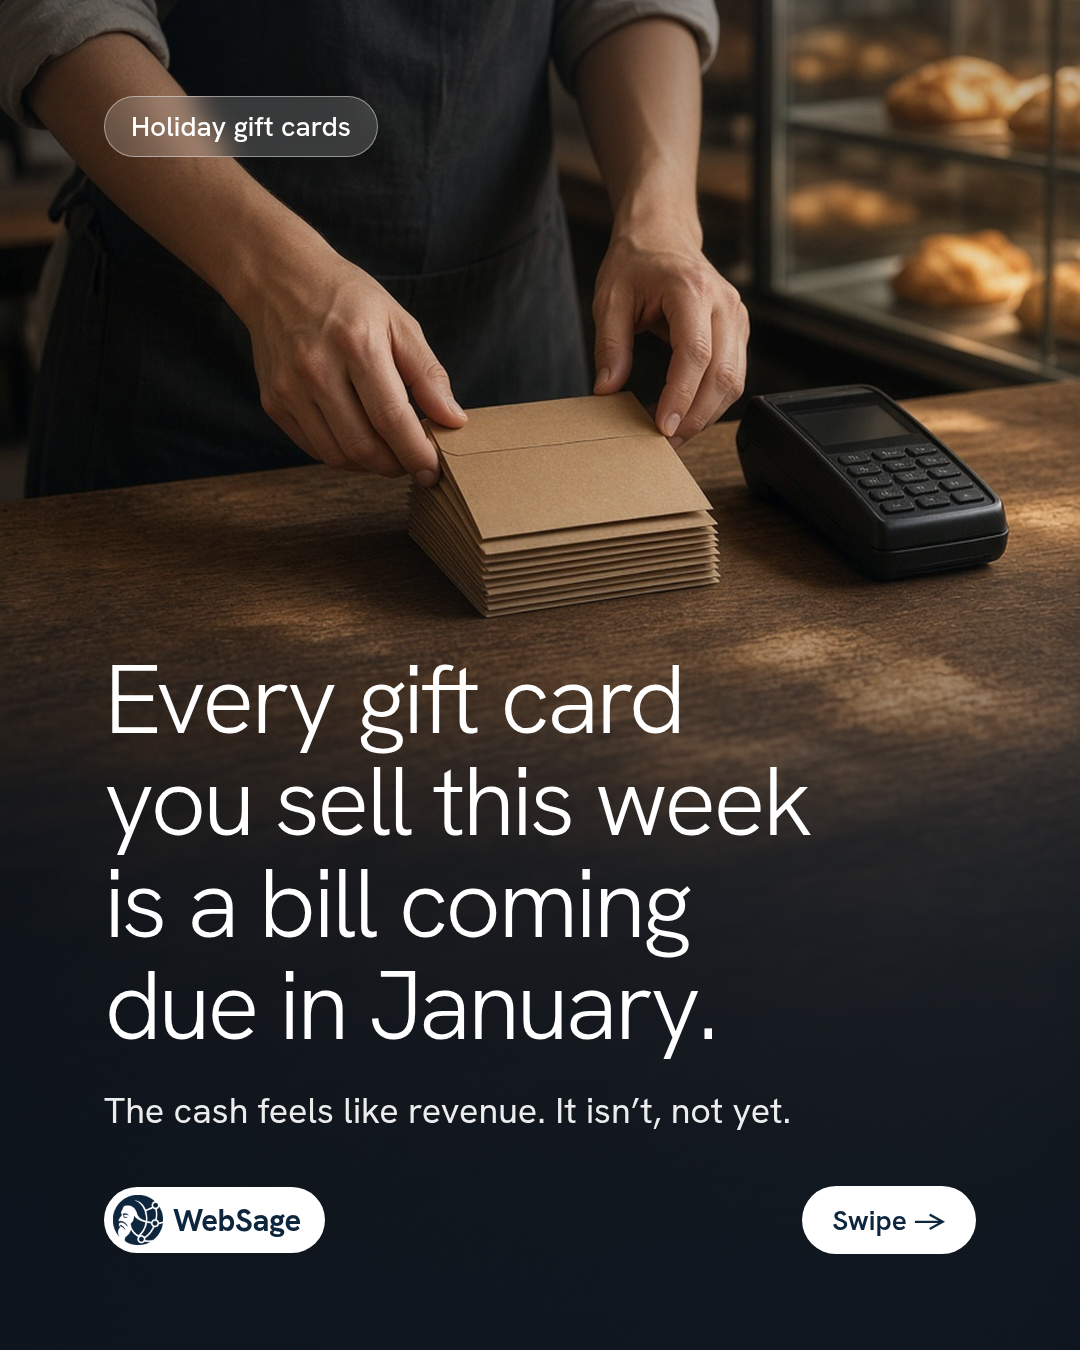 Holiday gift cards
Every gift card
you sell this week
is a bill coming
due in January.
The cash feels like revenue. It isn’t, not yet.
WebSage
Swipe →